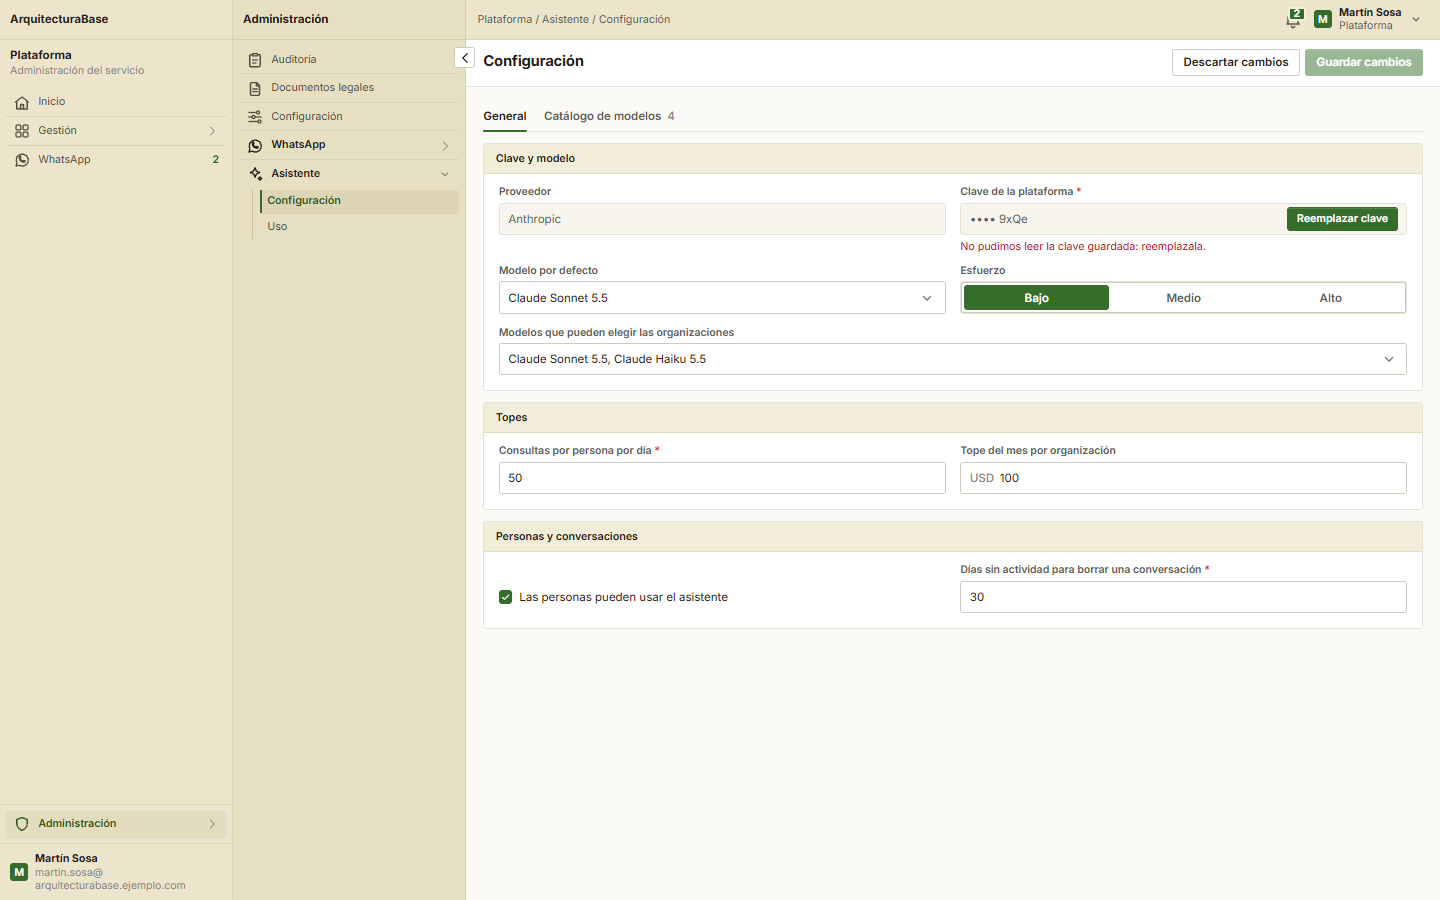 ArquitecturaBase
Plataforma
Administración del servicio
Inicio
Gestión
WhatsApp 2
Administración
M
Martín Sosa
martin.sosa@
arquitecturabase.ejemplo.com
Administración
Auditoría
Documentos legales
Configuración
WhatsApp
Asistente
Configuración
Uso
Plataforma / Asistente / Configuración
2
M
Martín Sosa
Plataforma
Configuración
Descartar cambios
Guardar cambios
General
Catálogo de modelos 4
Clave y modelo
Proveedor
Anthropic
Clave de la plataforma *
•••• 9xQe
Reemplazar clave
No pudimos leer la clave guardada: reemplazala.
Modelo por defecto
Claude Sonnet 5.5
Esfuerzo
Bajo
Medio
Alto
Modelos que pueden elegir las organizaciones
Claude Sonnet 5.5, Claude Haiku 5.5
Topes
Consultas por persona por día *
50
Tope del mes por organización
USD 100
Personas y conversaciones
Las personas pueden usar el asistente
Días sin actividad para borrar una conversación *
30